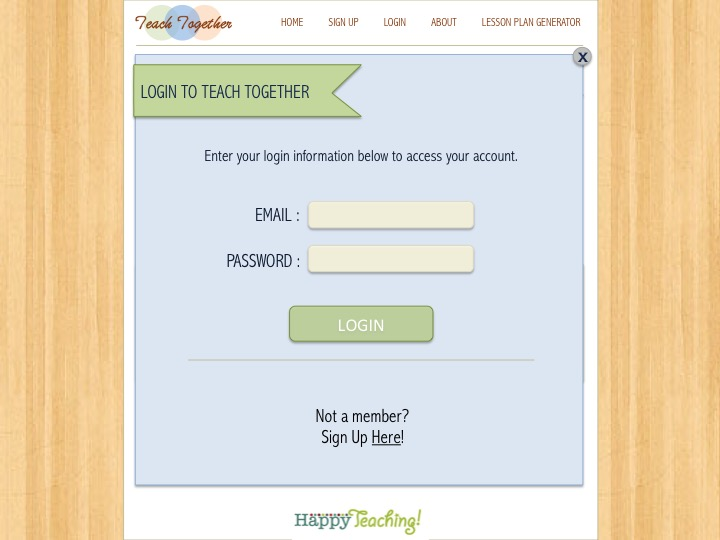 Teach Together
HOME SIGN UP LOGIN ABOUT LESSON PLAN GENERATOR
X
LOGIN TO TEACH TOGETHER
Enter your login information below to access your account.
EMAIL :
PASSWORD :
LOGIN
Not a member?
Sign Up Here!
Happy Teaching!